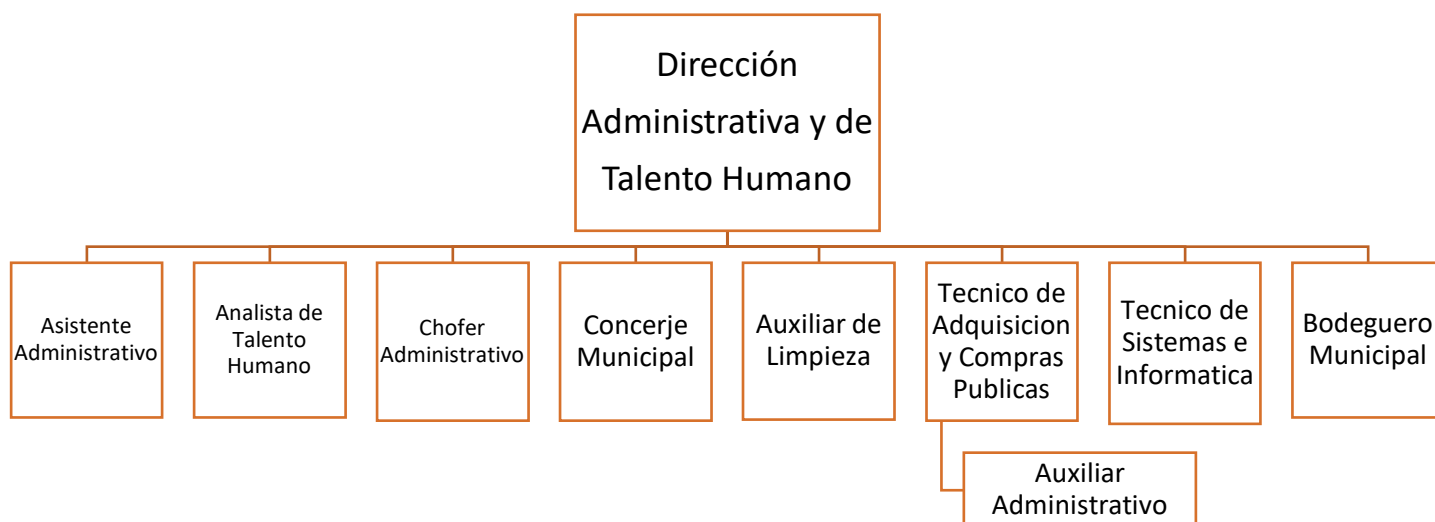 Dirección
Administrativa y de
Talento Humano
Asistente
Administrativo
Analista de
Talento
Humano
Chofer
Administrativo
Concerje
Municipal
Auxiliar de
Limpieza
Tecnico de
Adquisicion
y Compras
Publicas
Tecnico de
Sistemas e
Informatica
Bodeguero
Municipal
Auxiliar
Administrativo